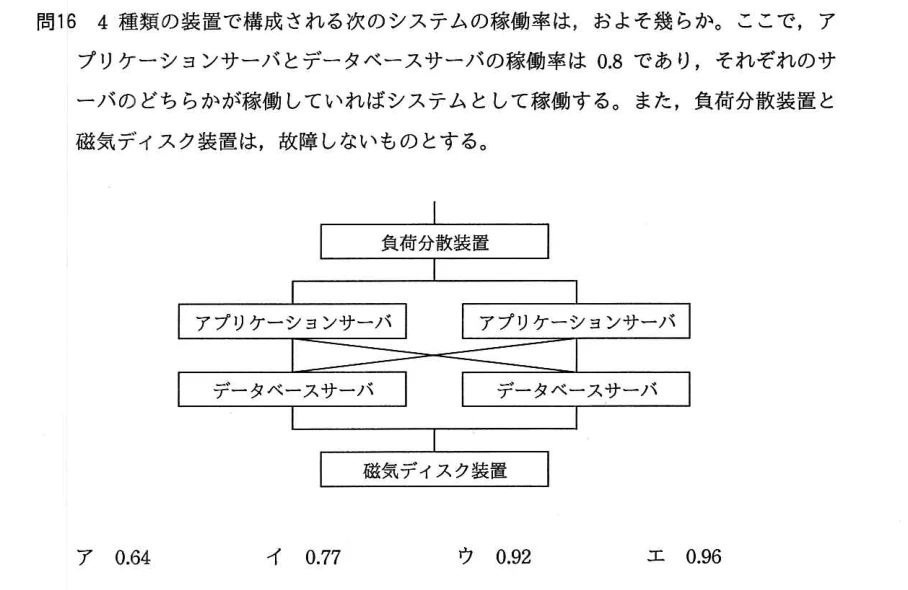 問16 4 種類の装置で構成される次のシステムの稼働率は，およそ幾らか。ここで，ア
プリケーションサーバとデータベースサーバの稼働率は 0.8 であり，それぞれのサ
ーバのどちらかが稼働していればシステムとして稼働する。また，負荷分散装置と
磁気ディスク装置は，故障しないものとする。
負荷分散装置
アプリケーションサーバ アプリケーションサーバ
データベースサーバ データベースサーバ
磁気ディスク装置
ア 0.64 イ 0.77 ウ 0.92 エ 0.96